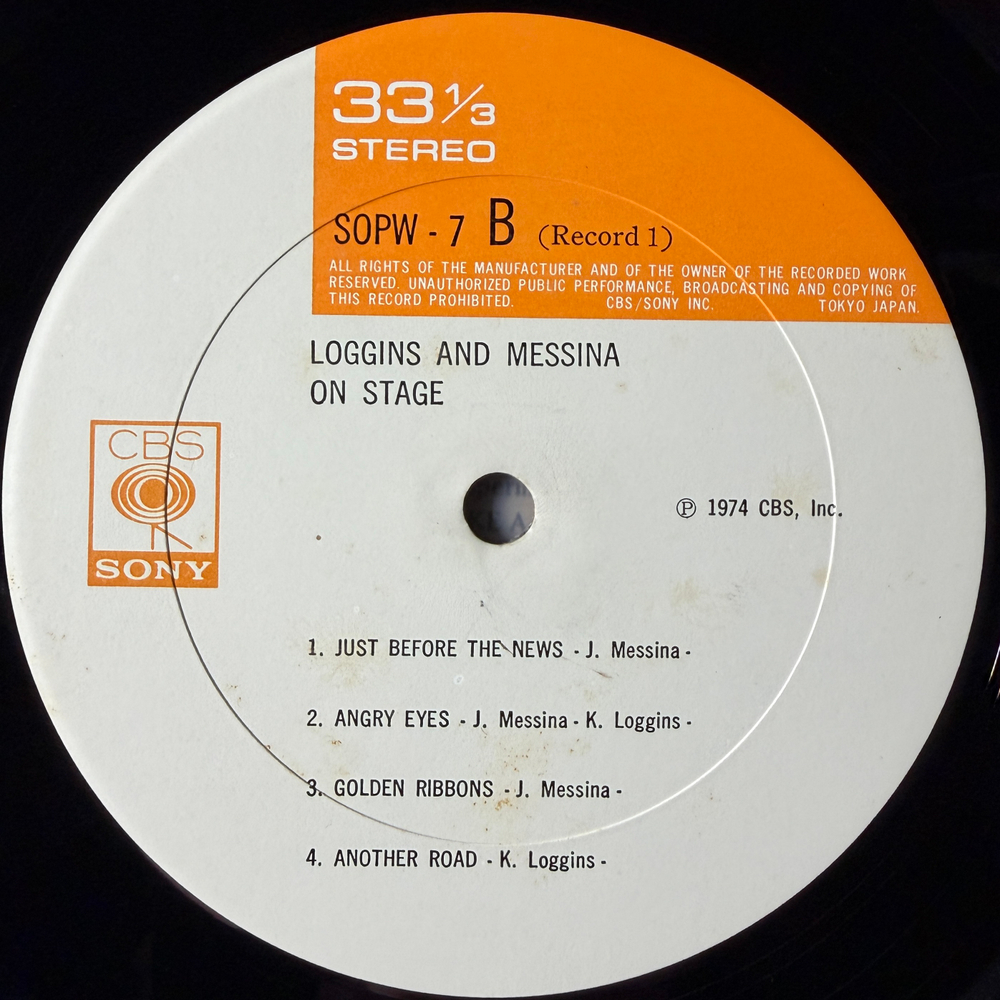 33 1/3
STEREO
SOPW - 7 B (Record 1)
ALL RIGHTS OF THE MANUFACTURER AND OF THE OWNER OF THE RECORDED WORK
RESERVED. UNAUTHORIZED PUBLIC PERFORMANCE, BROADCASTING AND COPYING OF
THIS RECORD PROHIBITED. CBS/SONY INC. TOKYO JAPAN.
LOGGINS AND MESSINA
ON STAGE
CBS
SONY
℗ 1974 CBS, Inc.
1. JUST BEFORE THE NEWS - J. Messina -
2. ANGRY EYES - J. Messina - K. Loggins -
3. GOLDEN RIBBONS - J. Messina -
4. ANOTHER ROAD - K. Loggins -